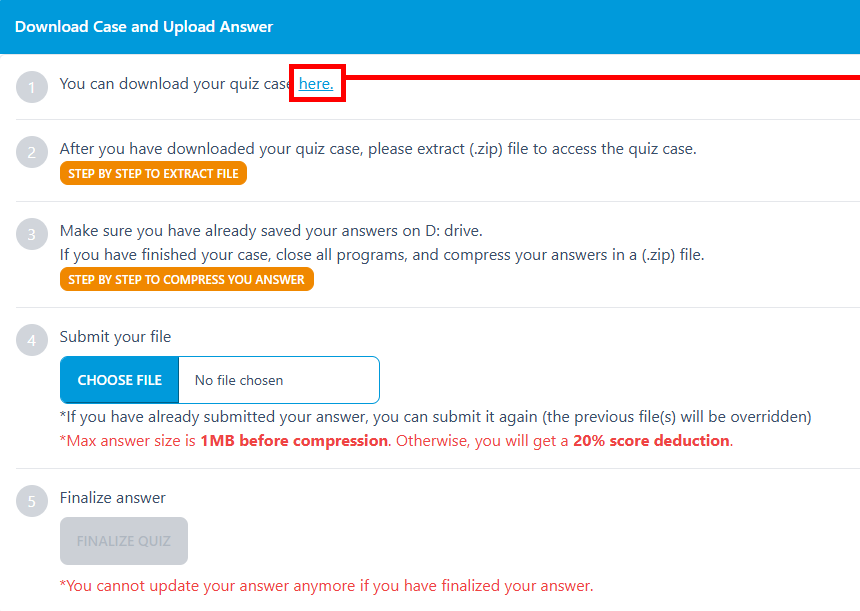 Download Case and Upload Answer
1
You can download your quiz case here.
2
After you have downloaded your quiz case, please extract (.zip) file to access the quiz case.
STEP BY STEP TO EXTRACT FILE
3
Make sure you have already saved your answers on D: drive.
If you have finished your case, close all programs, and compress your answers in a (.zip) file.
STEP BY STEP TO COMPRESS YOU ANSWER
4
Submit your file
CHOOSE FILE No file chosen
*If you have already submitted your answer, you can submit it again (the previous file(s) will be overridden)
*Max answer size is 1MB before compression. Otherwise, you will get a 20% score deduction.
5
Finalize answer
FINALIZE QUIZ
*You cannot update your answer anymore if you have finalized your answer.